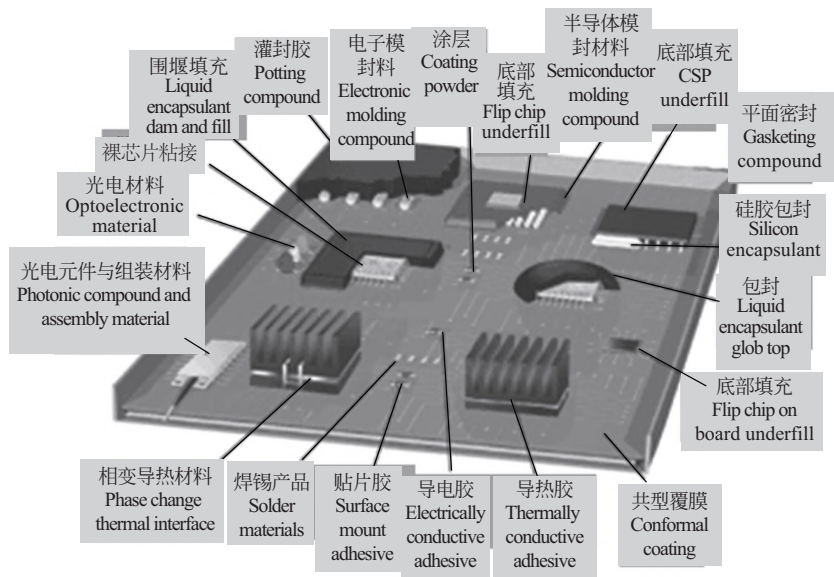 围堰填充
Liquid
encapsulant
dam and fill
灌封胶
Potting
compound
电子模
封料
Electronic
molding
compound
涂层
Coating
powder
底部
填充
Flip chip
underfill
半导体模
封材料
Semiconductor
molding
compound
底部填充
CSP
underfill
平面密封
Gasketing
compound
裸芯片粘接
光电材料
Optoelectronic
material
硅胶包封
Silicon
encapsulant
光电元件与组装材料
Photonic compound and
assembly material
包封
Liquid
encapsulant
glob top
底部填充
Flip chip on
board underfill
相变导热材料
Phase change
thermal interface
焊锡产品
Solder
materials
贴片胶
Surface
mount
adhesive
导电胶
Electrically
conductive
adhesive
导热胶
Thermally
conductive
adhesive
共型覆膜
Conformal
coating